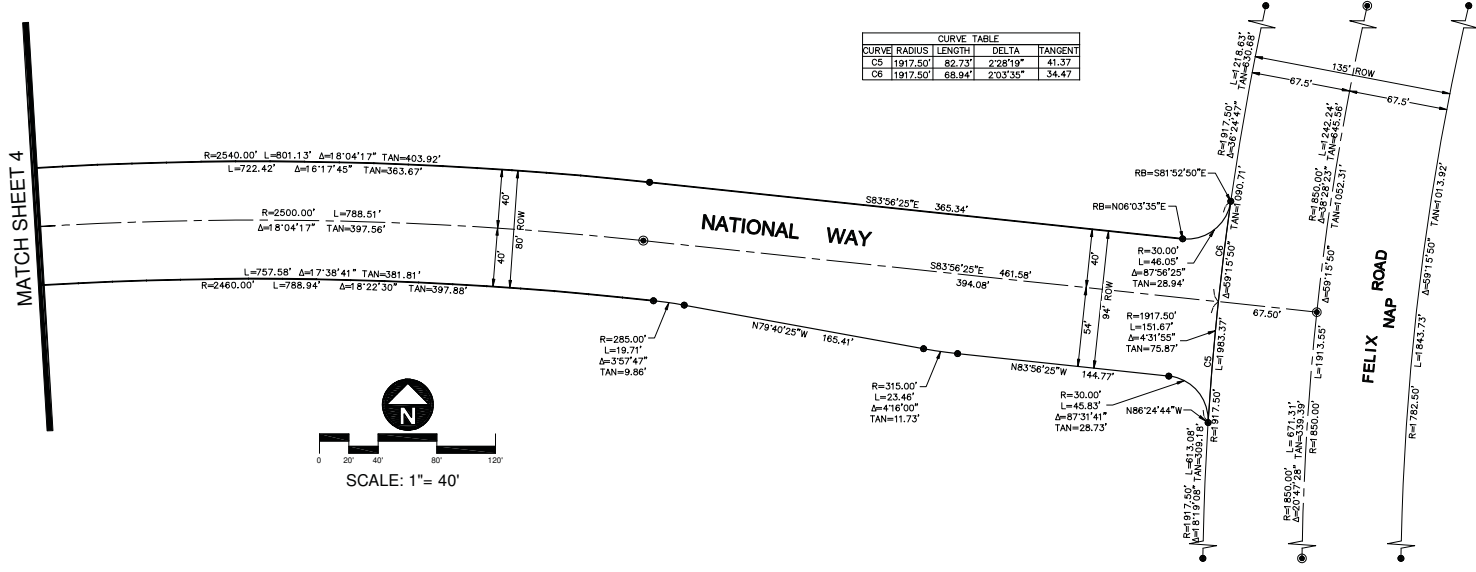 CURVE TABLE
CURVE RADIUS LENGTH DELTA TANGENT
C5 1917.50' 82.73' 2°28'19" 41.37
C6 1917.50' 68.94' 2°03'35" 34.47
MATCH SHEET 4
R=2540.00' L=801.13' Δ=18°04'17" TAN=403.92'
L=722.42' Δ=16°17'45" TAN=363.67'
R=2500.00' L=788.51'
Δ=18°04'17" TAN=397.56'
L=757.58' Δ=17°38'41" TAN=381.81'
R=2460.00' L=788.94' Δ=18°22'30" TAN=397.88'
40'
40'
80' ROW
NATIONAL WAY
S83°56'25"E 365.34'
S83°56'25"E 461.58'
394.08'
R=285.00'
L=19.71'
Δ=3°57'47"
TAN=9.86'
N79°40'25"W 165.41'
R=315.00'
L=23.46'
Δ=4°16'00"
TAN=11.73'
N83°56'25"W 144.77'
40'
54'
94' ROW
RB=S81°52'50"E
RB=N06°03'35"E
R=30.00'
L=46.05'
Δ=87°56'25"
TAN=28.94'
R=1917.50'
L=151.67'
Δ=4°31'55"
TAN=75.87'
R=30.00'
L=45.83'
Δ=87°31'41"
TAN=28.73'
N86°24'44"W
67.50'
135' ROW
67.5'
67.5'
R=1917.50' L=1218.63'
Δ=36°24'47" TAN=630.68'
C6
C5
R=1917.50' L=1983.37' Δ=59°15'50" TAN=1090.71'
R=1917.50' L=613.08'
Δ=18°19'08" TAN=309.18'
R=1850.00' L=1242.24'
Δ=38°28'23" TAN=645.56'
R=1850.00' L=1913.55' Δ=59°15'50" TAN=1052.31'
R=1850.00' L=671.31'
Δ=20°47'28" TAN=339.39'
FELIX NAP ROAD
R=1782.50' L=1843.73' Δ=59°15'50" TAN=1013.92'
N
0 20' 40' 80' 120'
SCALE: 1"= 40'